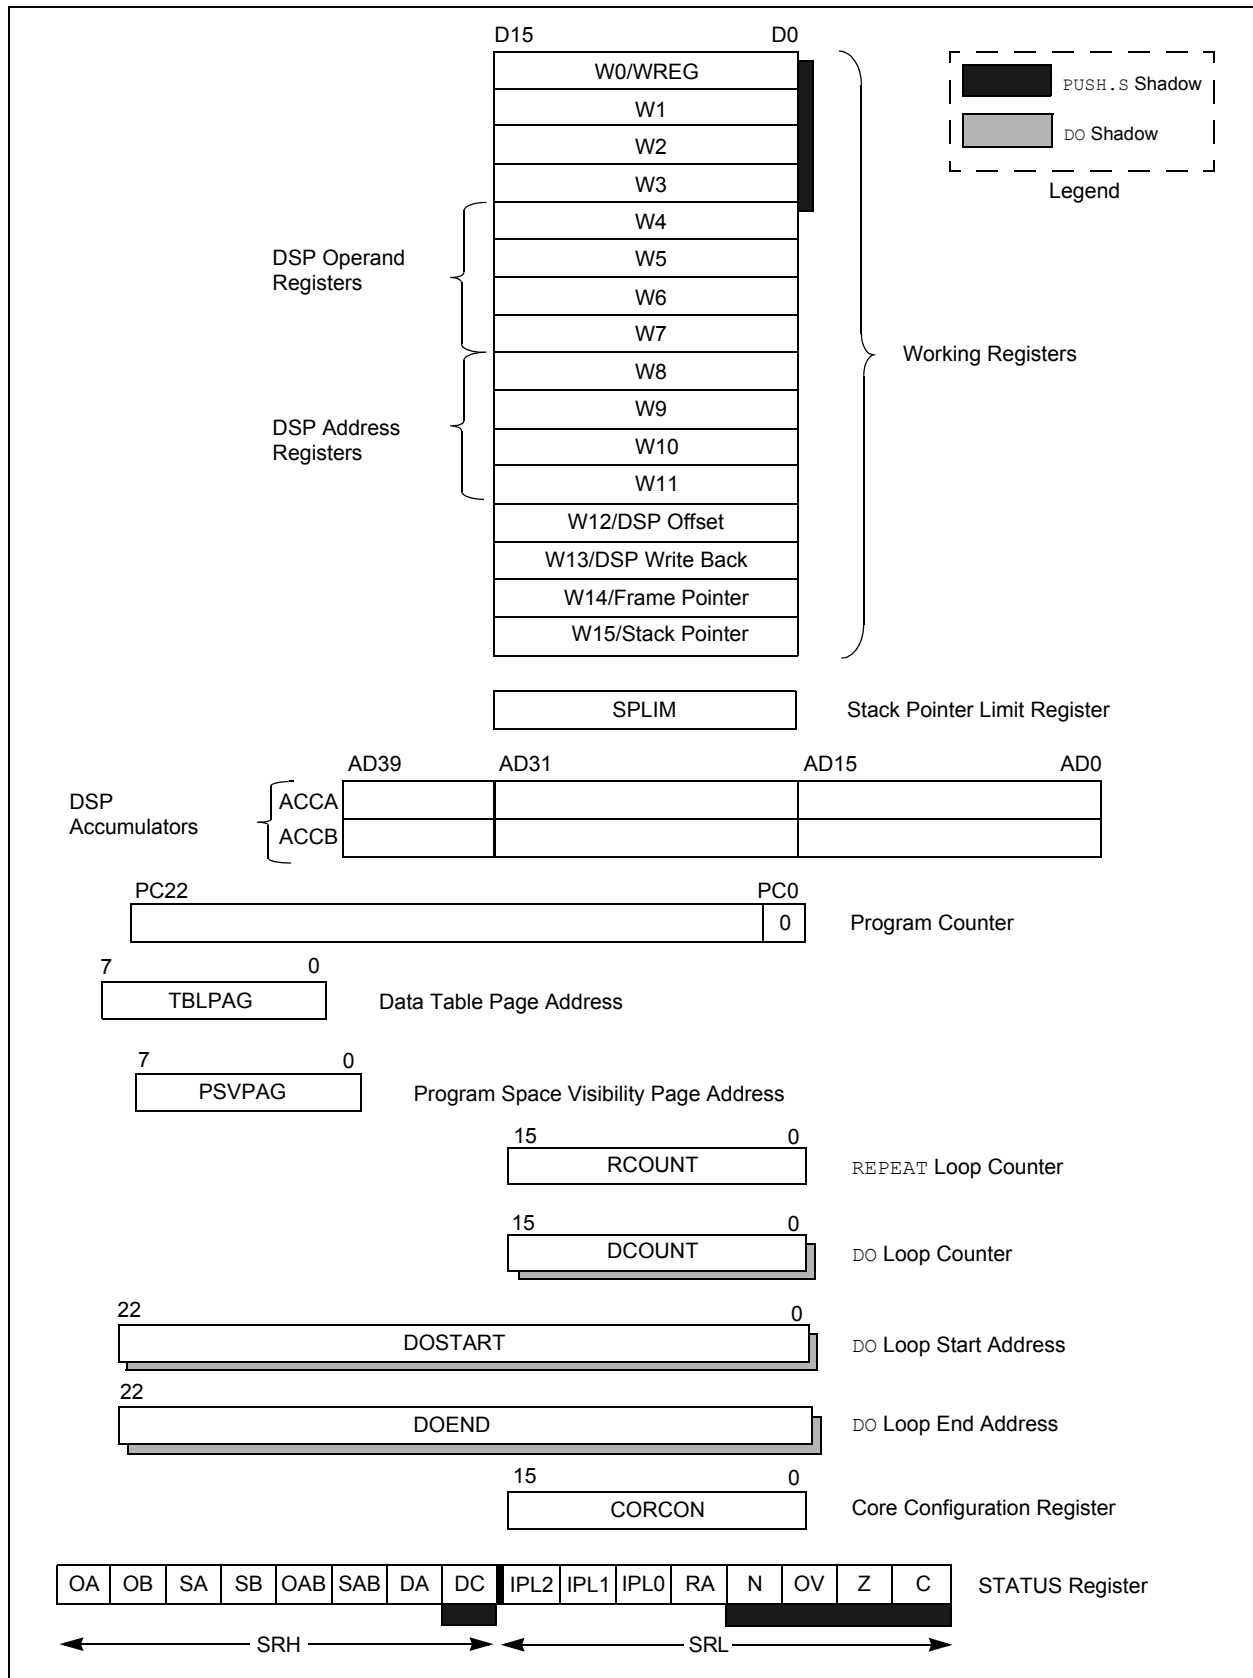 D15 D0
W0/WREG
PUSH.S Shadow
W1
W2
DO Shadow
W3
Legend
W4
DSP Operand
Registers
W5
W6
W7
Working Registers
W8
W9
DSP Address
Registers
W10
W11
W12/DSP Offset
W13/DSP Write Back
W14/Frame Pointer
W15/Stack Pointer
SPLIM Stack Pointer Limit Register
AD39 AD31 AD15 AD0
DSP
Accumulators
ACCA
ACCB
PC22 PC0
0 Program Counter
7 0
TBLPAG Data Table Page Address
7 0
PSVPAG Program Space Visibility Page Address
15 0
RCOUNT REPEAT Loop Counter
15 0
DCOUNT DO Loop Counter
22 0
DOSTART DO Loop Start Address
22
DOEND DO Loop End Address
15 0
CORCON Core Configuration Register
OA OB SA SB OAB SAB DA DC IPL2 IPL1 IPL0 RA N OV Z C STATUS Register
SRH SRL